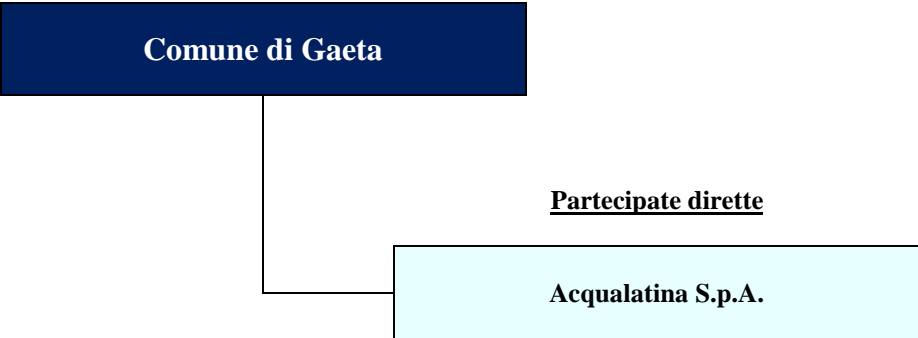 Comune di Gaeta
Partecipate dirette
Acqualatina S.p.A.